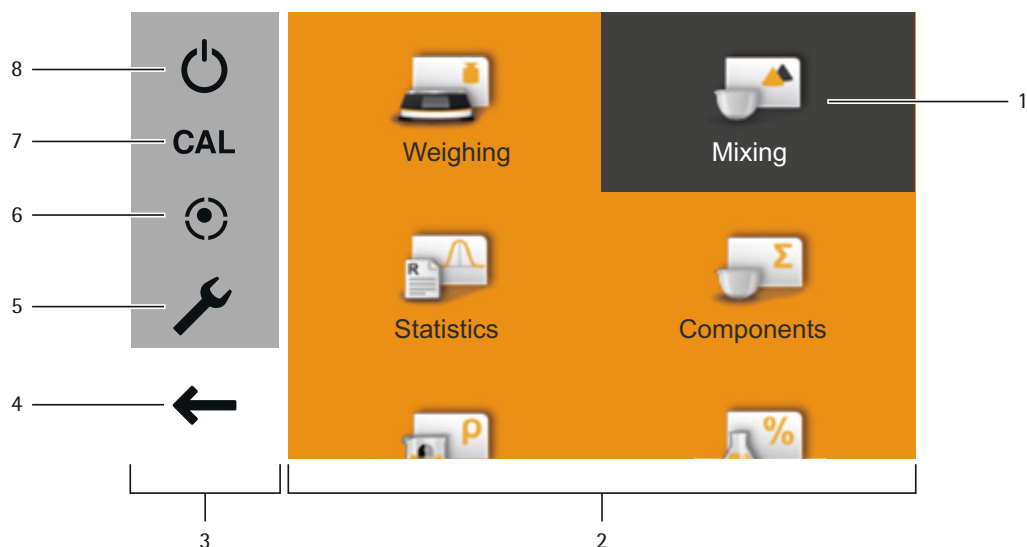 8
7 CAL
6
5
4
3
2
1
Weighing
Mixing
R
Statistics
Σ
Components
ρ
%